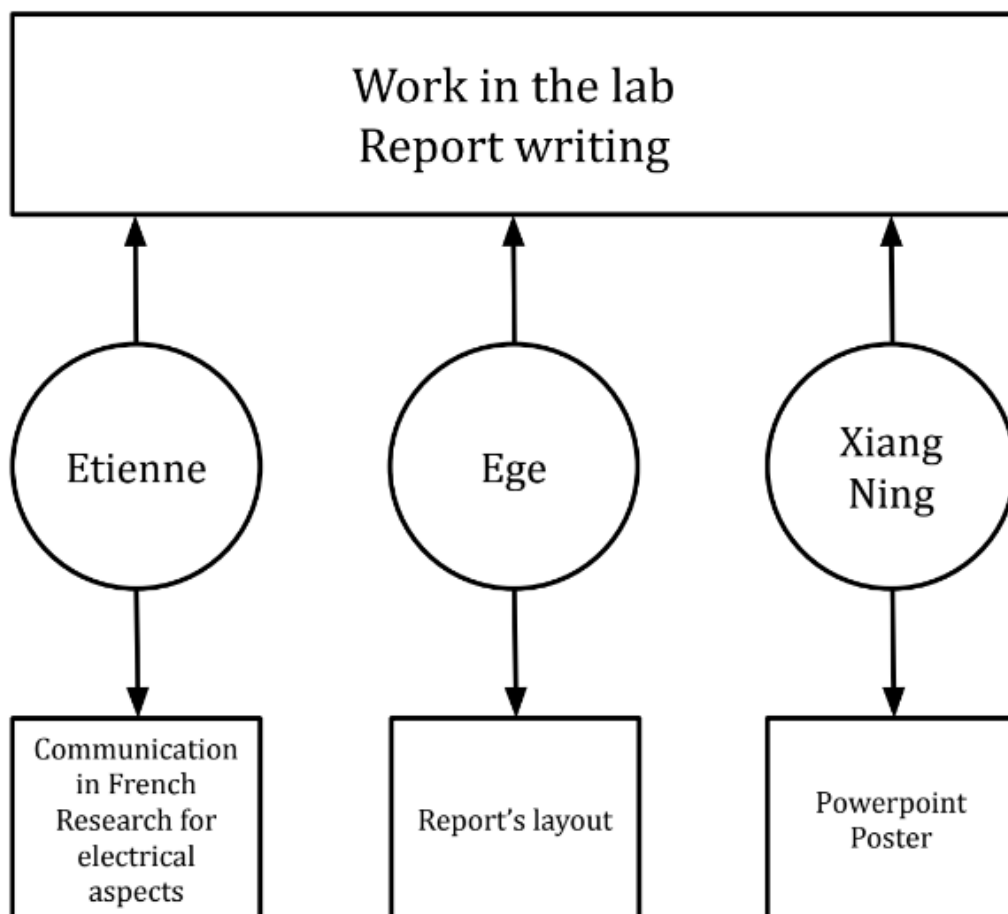 Work in the lab
Report writing
Etienne
Ege
Xiang
Ning
Communication
in French
Research for
electrical
aspects
Report’s layout
Powerpoint
Poster